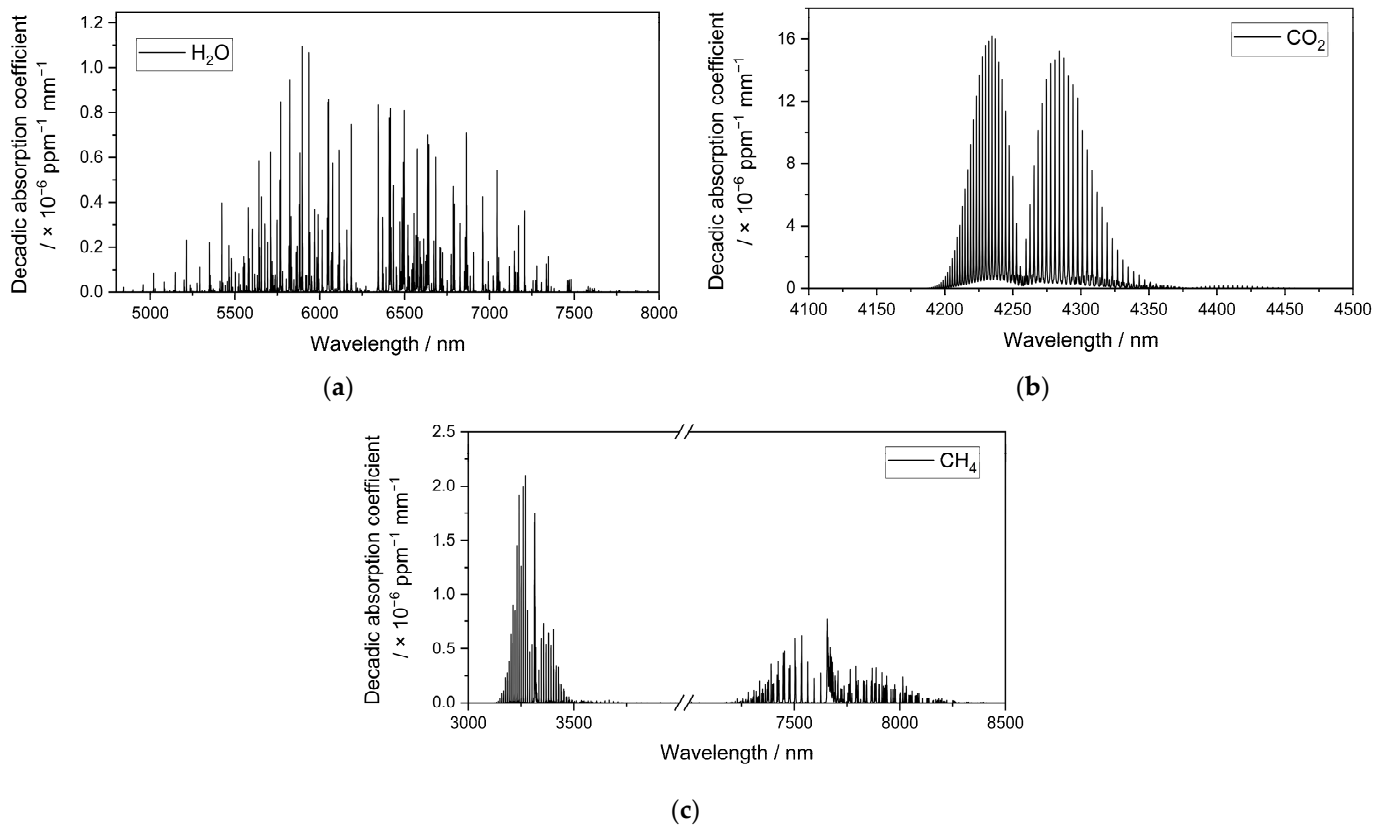 Decadic absorption coefficient
/ × 10⁻⁶ ppm⁻¹ mm⁻¹
1.2
1.0
0.8
0.6
0.4
0.2
0.0
H₂O
5000 5500 6000 6500 7000 7500 8000
Wavelength / nm
(a)
Decadic absorption coefficient
/ × 10⁻⁶ ppm⁻¹ mm⁻¹
16
12
8
4
0
CO₂
4100 4150 4200 4250 4300 4350 4400 4450 4500
Wavelength / nm
(b)
Decadic absorption coefficient
/ × 10⁻⁶ ppm⁻¹ mm⁻¹
2.5
2.0
1.5
1.0
0.5
0.0
CH₄
3000 3500 7500 8000 8500
Wavelength / nm
(c)